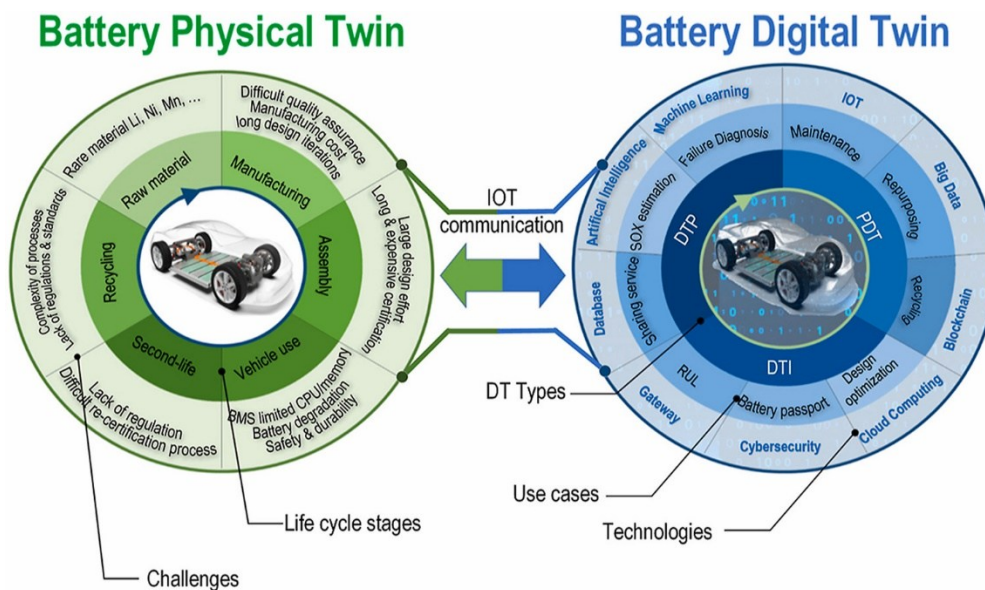 Battery Physical Twin
Battery Digital Twin
Rare material Li, Ni, Mn, ...
Difficult quality assurance
Manufacturing cost
long design iterations
Large design effort
Long & expensive certification
BMS limited CPU/memory
Battery degradation
Safety & durability
Lack of regulation
Difficult re-certification process
Complexity of processes
Lack of regulations & standards
Raw material
Manufacturing
Assembly
Vehicle use
Second-life
Recycling
Challenges
Life cycle stages
IOT
communication
Machine Learning
IOT
Big Data
Blockchain
Cloud Computing
Cybersecurity
Gateway
Database
Artifical Intelligence
Failure Diagnosis
Maintenance
Repurposing
Recycling
Design
optimization
Battery passport
RUL
Sharing service
SOX estimation
DTP
PDT
DTI
DT Types
Use cases
Technologies